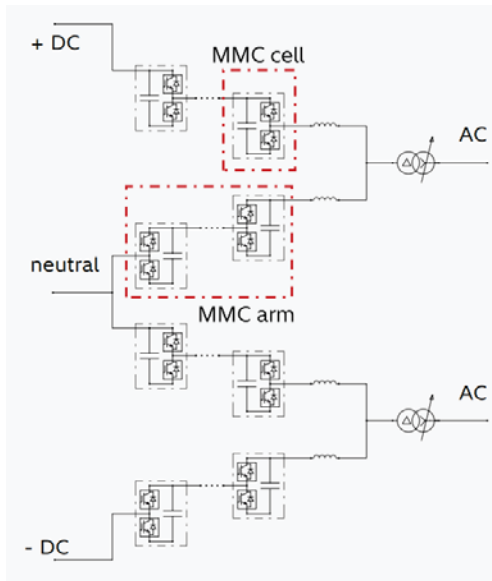 + DC
MMC cell
AC
neutral
MMC arm
AC
- DC